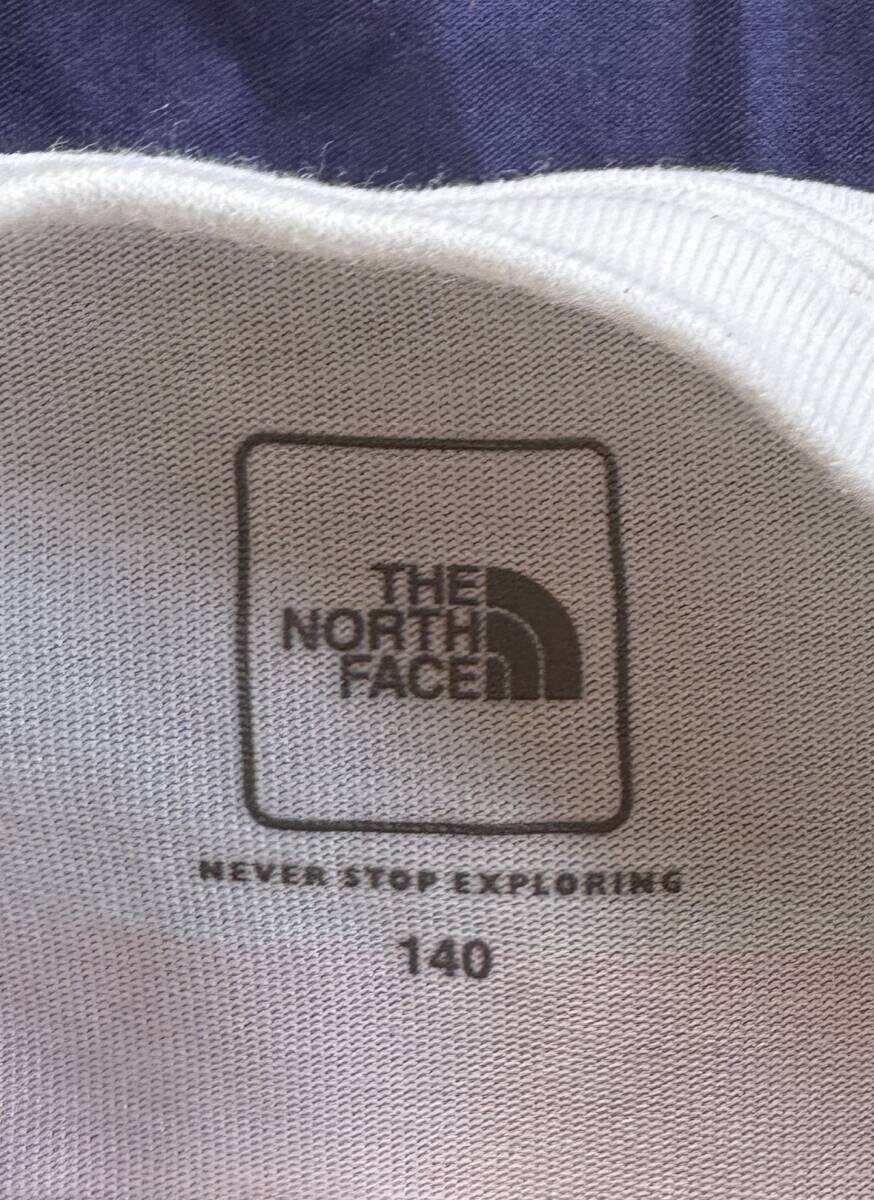 THE
NORTH
FACE
NEVER STOP EXPLORING
140